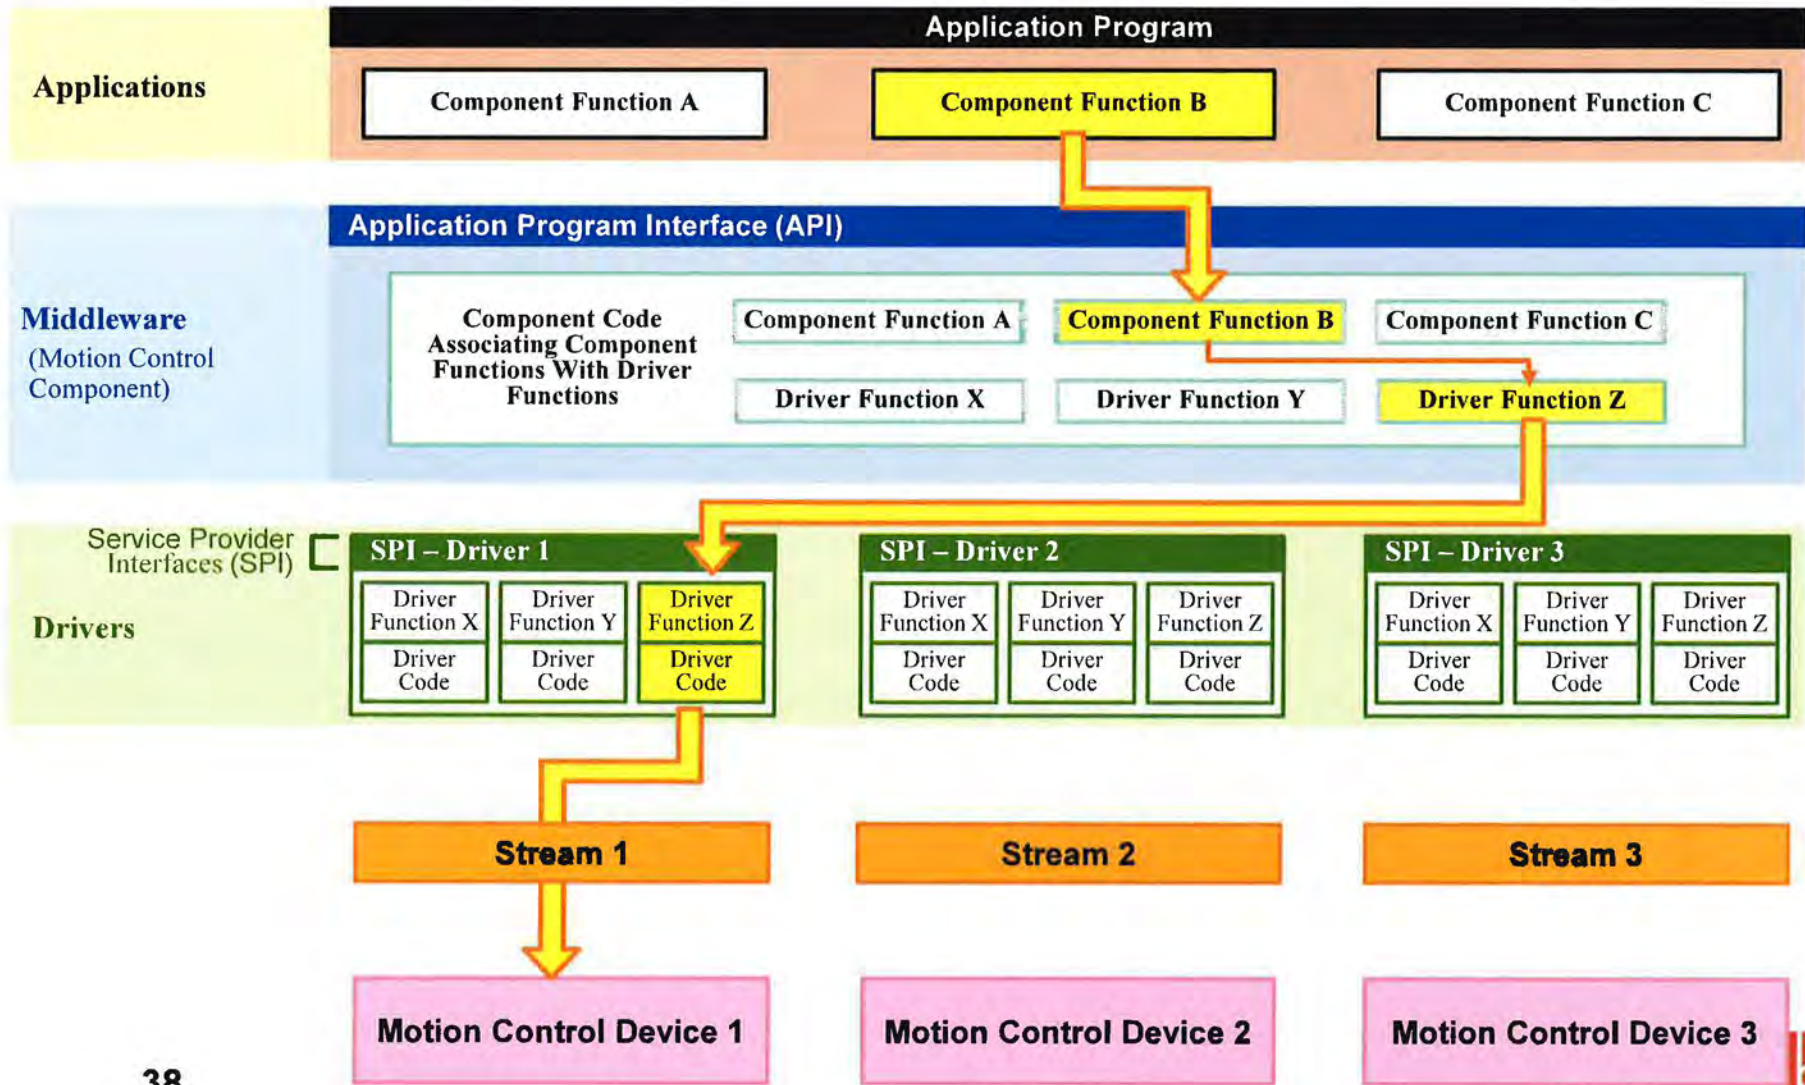 Application Program
Applications
Component Function A
Component Function B
Component Function C
Application Program Interface (API)
Middleware
(Motion Control
Component)
Component Code
Associating Component
Functions With Driver
Functions
Component Function A
Component Function B
Component Function C
Driver Function X
Driver Function Y
Driver Function Z
Service Provider
Interfaces (SPI)
Drivers
SPI – Driver 1
Driver
Function X
Driver
Function Y
Driver
Function Z
Driver
Code
Driver
Code
Driver
Code
SPI – Driver 2
Driver
Function X
Driver
Function Y
Driver
Function Z
Driver
Code
Driver
Code
Driver
Code
SPI – Driver 3
Driver
Function X
Driver
Function Y
Driver
Function Z
Driver
Code
Driver
Code
Driver
Code
Stream 1
Stream 2
Stream 3
Motion Control Device 1
Motion Control Device 2
Motion Control Device 3
38